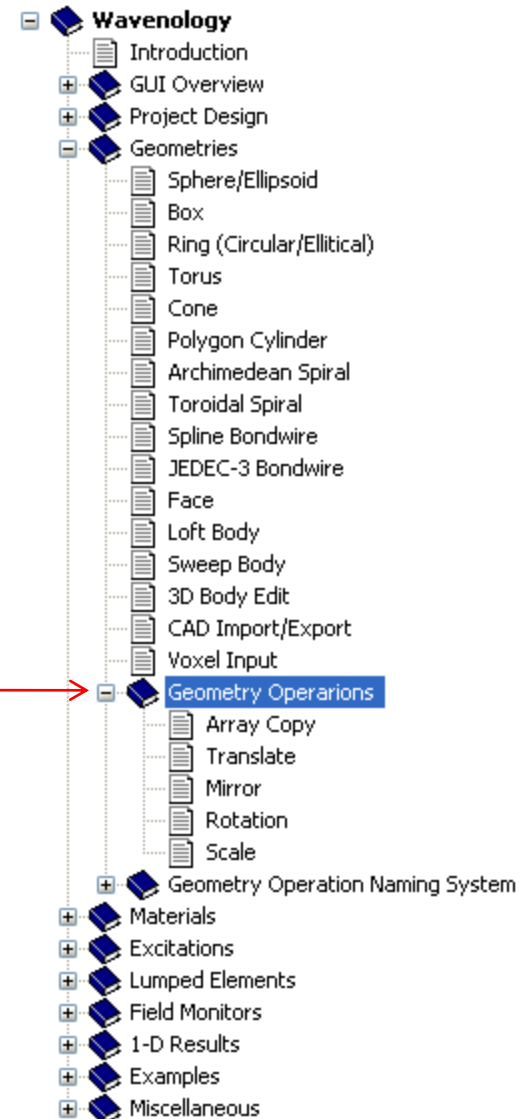 Wavenology
Introduction
GUI Overview
Project Design
Geometries
Sphere/Ellipsoid
Box
Ring (Circular/Ellitical)
Torus
Cone
Polygon Cylinder
Archimedean Spiral
Toroidal Spiral
Spline Bondwire
JEDEC-3 Bondwire
Face
Loft Body
Sweep Body
3D Body Edit
CAD Import/Export
Voxel Input
Geometry Operarions
Array Copy
Translate
Mirror
Rotation
Scale
Geometry Operation Naming System
Materials
Excitations
Lumped Elements
Field Monitors
1-D Results
Examples
Miscellaneous